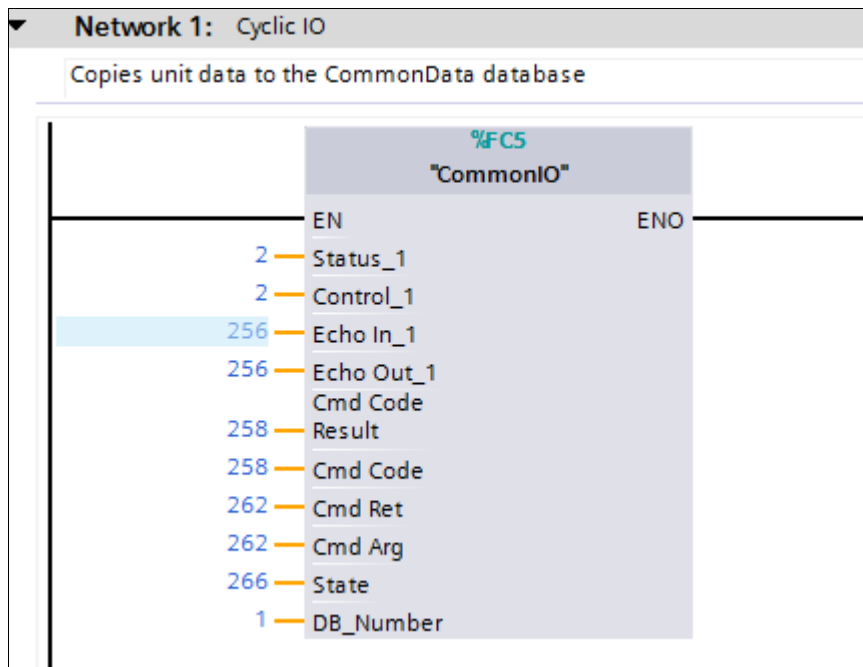 Network 1: Cyclic IO
Copies unit data to the CommonData database
%FC5
"CommonIO"
EN ENO
2 Status_1
2 Control_1
256 Echo In_1
256 Echo Out_1
Cmd Code
258 Result
258 Cmd Code
262 Cmd Ret
262 Cmd Arg
266 State
1 DB_Number